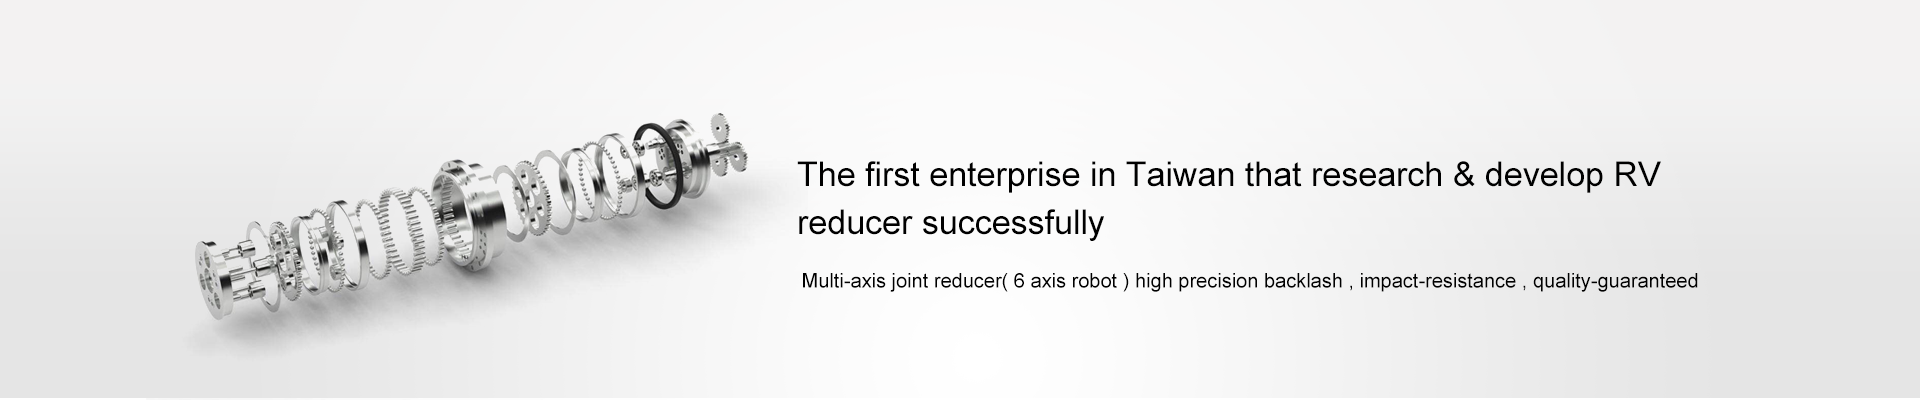 The first enterprise in Taiwan that research & develop RV
reducer successfully
Multi-axis joint reducer( 6 axis robot ) high precision backlash , impact-resistance , quality-guaranteed